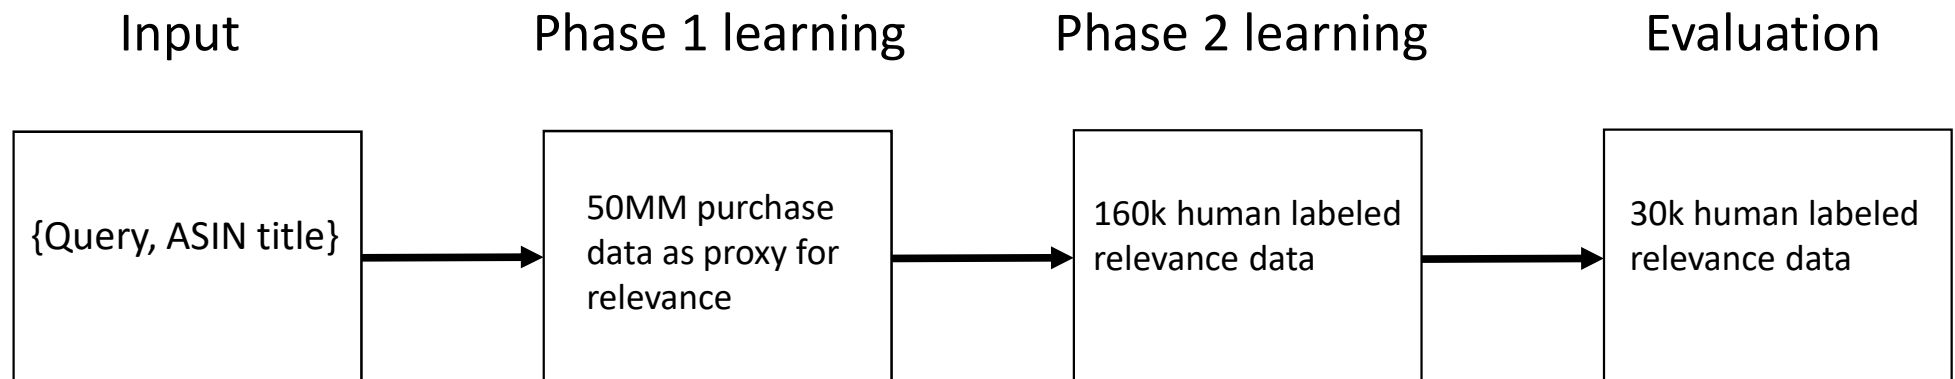 Input
Phase 1 learning
Phase 2 learning
Evaluation
{Query, ASIN title}
50MM purchase
data as proxy for
relevance
160k human labeled
relevance data
30k human labeled
relevance data